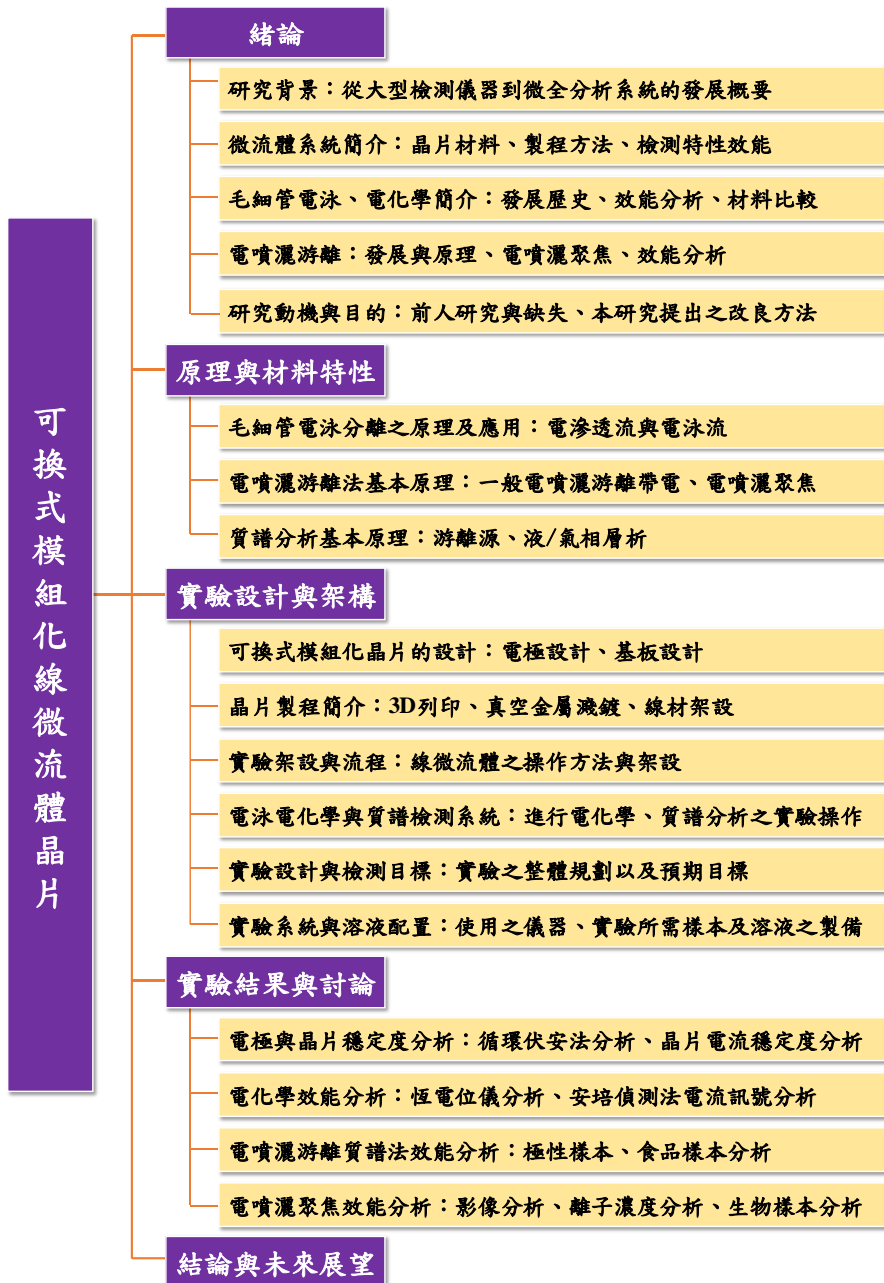 可換式模組化線微流體晶片
緒論
研究背景：從大型檢測儀器到微全分析系統的發展概要
微流體系統簡介：晶片材料、製程方法、檢測特性效能
毛細管電泳、電化學簡介：發展歷史、效能分析、材料比較
電噴灑游離：發展與原理、電噴灑聚焦、效能分析
研究動機與目的：前人研究與缺失、本研究提出之改良方法
原理與材料特性
毛細管電泳分離之原理及應用：電滲透流與電泳流
電噴灑游離法基本原理：一般電噴灑游離帶電、電噴灑聚焦
質譜分析基本原理：游離源、液/氣相層析
實驗設計與架構
可換式模組化晶片的設計：電極設計、基板設計
晶片製程簡介：3D列印、真空金屬濺鍍、線材架設
實驗架設與流程：線微流體之操作方法與架設
電泳電化學與質譜檢測系統：進行電化學、質譜分析之實驗操作
實驗設計與檢測目標：實驗之整體規劃以及預期目標
實驗系統與溶液配置：使用之儀器、實驗所需樣本及溶液之製備
實驗結果與討論
電極與晶片穩定度分析：循環伏安法分析、晶片電流穩定度分析
電化學效能分析：恆電位儀分析、安培偵測法電流訊號分析
電噴灑游離質譜法效能分析：極性樣本、食品樣本分析
電噴灑聚焦效能分析：影像分析、離子濃度分析、生物樣本分析
結論與未來展望